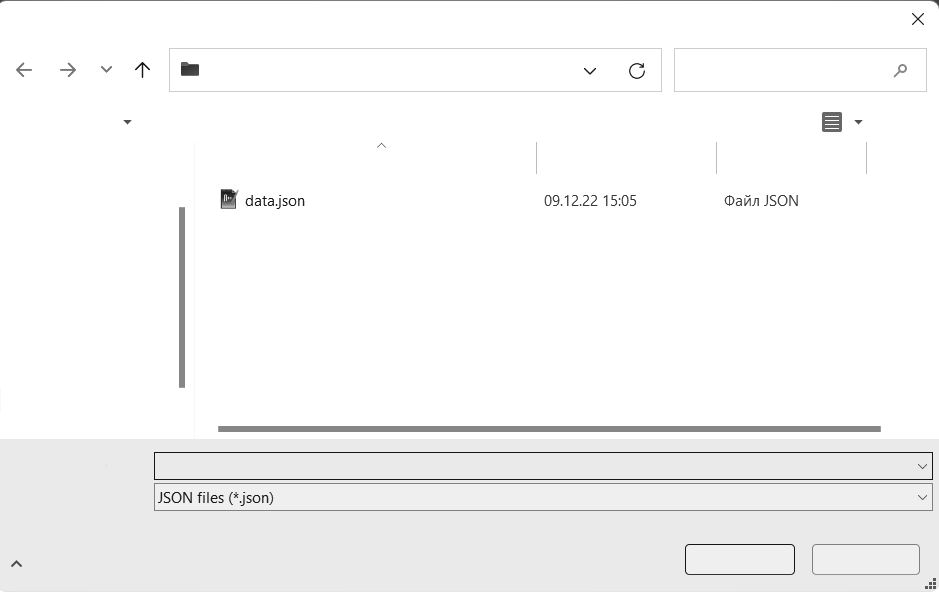 data.json 09.12.22 15:05 Файл JSON
JSON files (*.json)